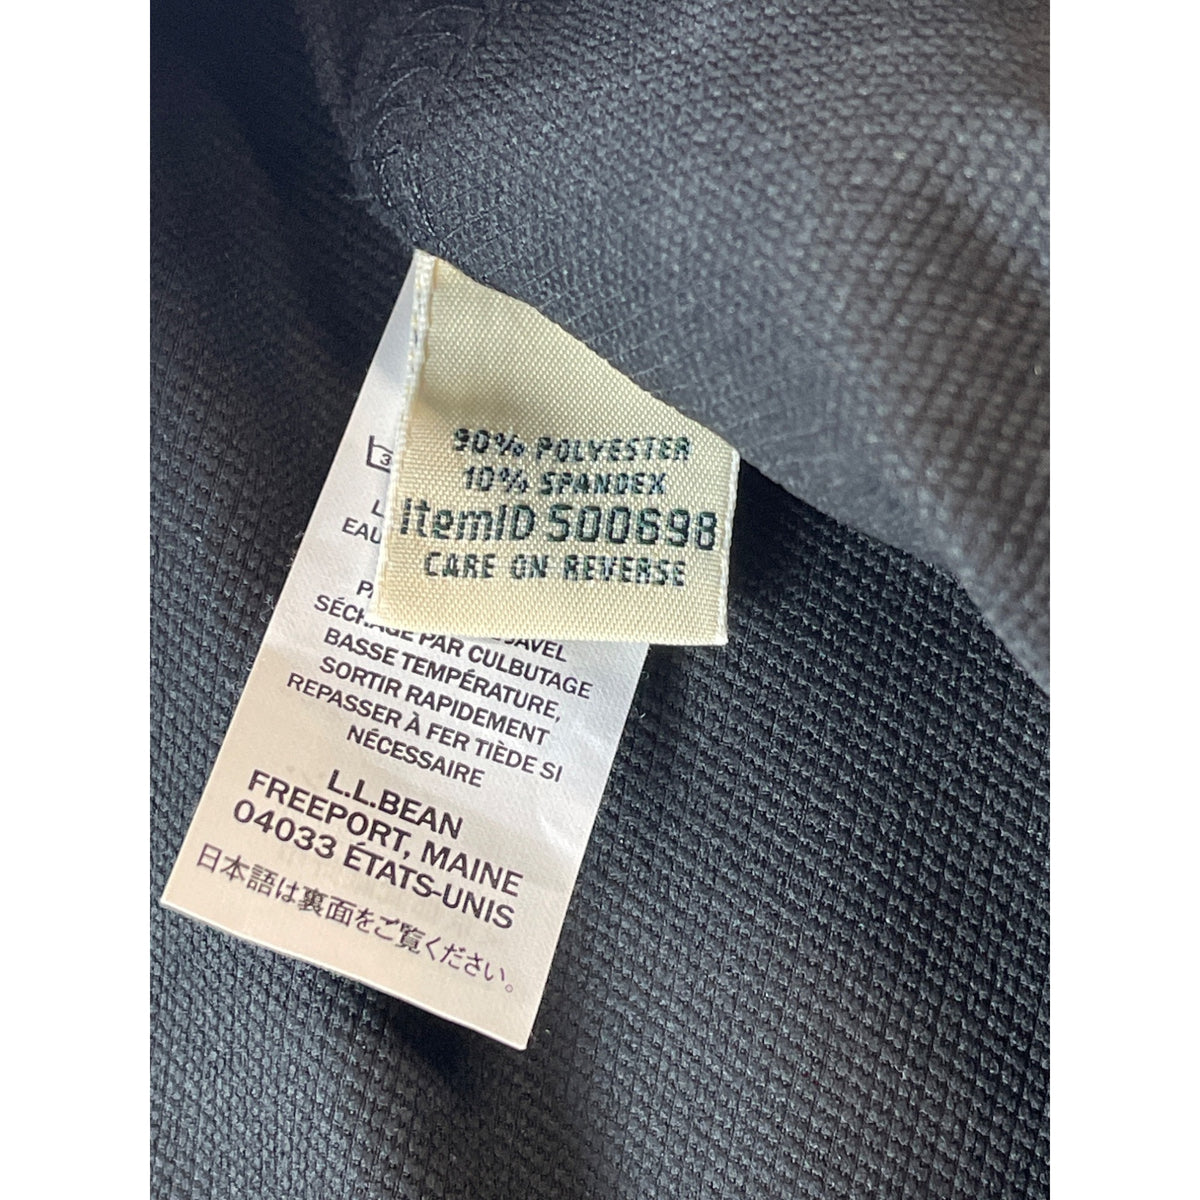 90% POLYESTER
10% SPANDEX
ItemID 500698
CARE ON REVERSE
SÉCHAGE PAR CULBUTAGE
BASSE TEMPÉRATURE,
SORTIR RAPIDEMENT
REPASSER À FER TIÈDE SI
NÉCESSAIRE
L.L.BEAN
FREEPORT, MAINE
04033 ÉTATS-UNIS
日本語は裏面をご覧ください。